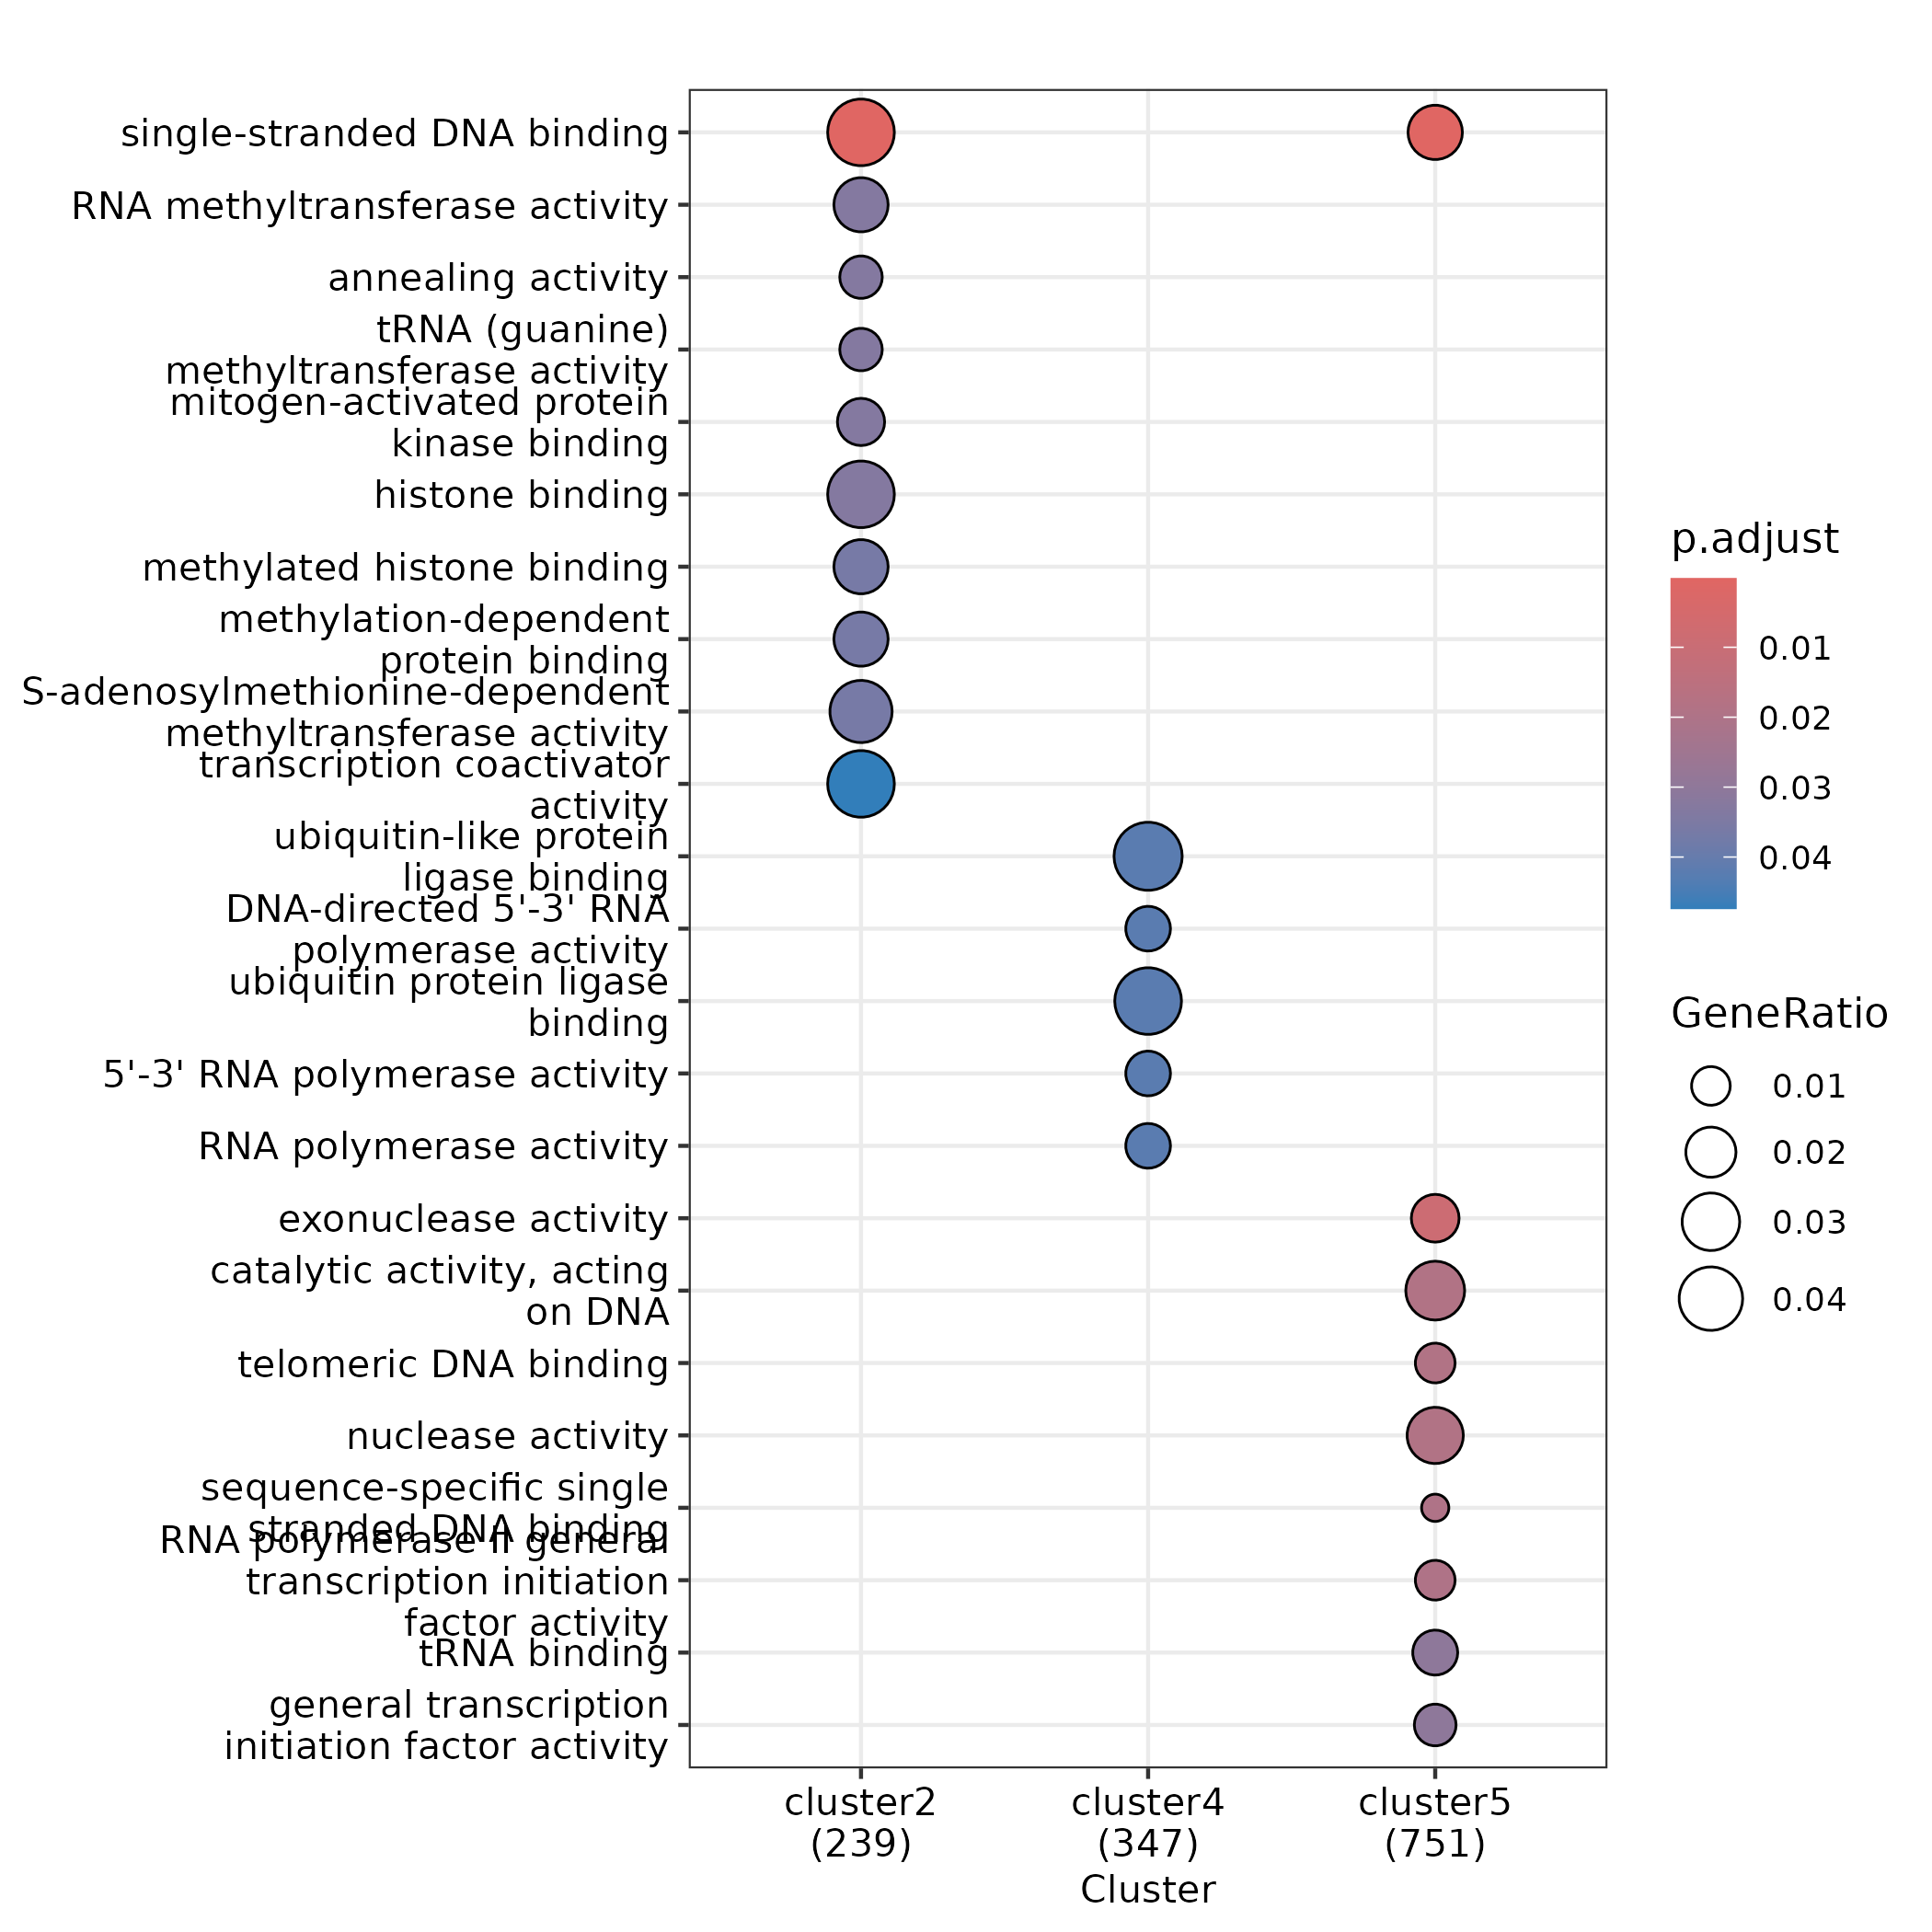 single-stranded DNA binding
RNA methyltransferase activity
annealing activity
tRNA (guanine)
methyltransferase activity
mitogen-activated protein
kinase binding
histone binding
methylated histone binding
methylation-dependent
protein binding
S-adenosylmethionine-dependent
methyltransferase activity
transcription coactivator
activity
ubiquitin-like protein
ligase binding
DNA-directed 5'-3' RNA
polymerase activity
ubiquitin protein ligase
binding
5'-3' RNA polymerase activity
RNA polymerase activity
exonuclease activity
catalytic activity, acting
on DNA
telomeric DNA binding
nuclease activity
sequence-specific single
stranded DNA binding
RNA polymerase II general
transcription initiation
factor activity
tRNA binding
general transcription
initiation factor activity
cluster2
(239)
cluster4
(347)
cluster5
(751)
Cluster
p.adjust
0.01
0.02
0.03
0.04
GeneRatio
0.01
0.02
0.03
0.04